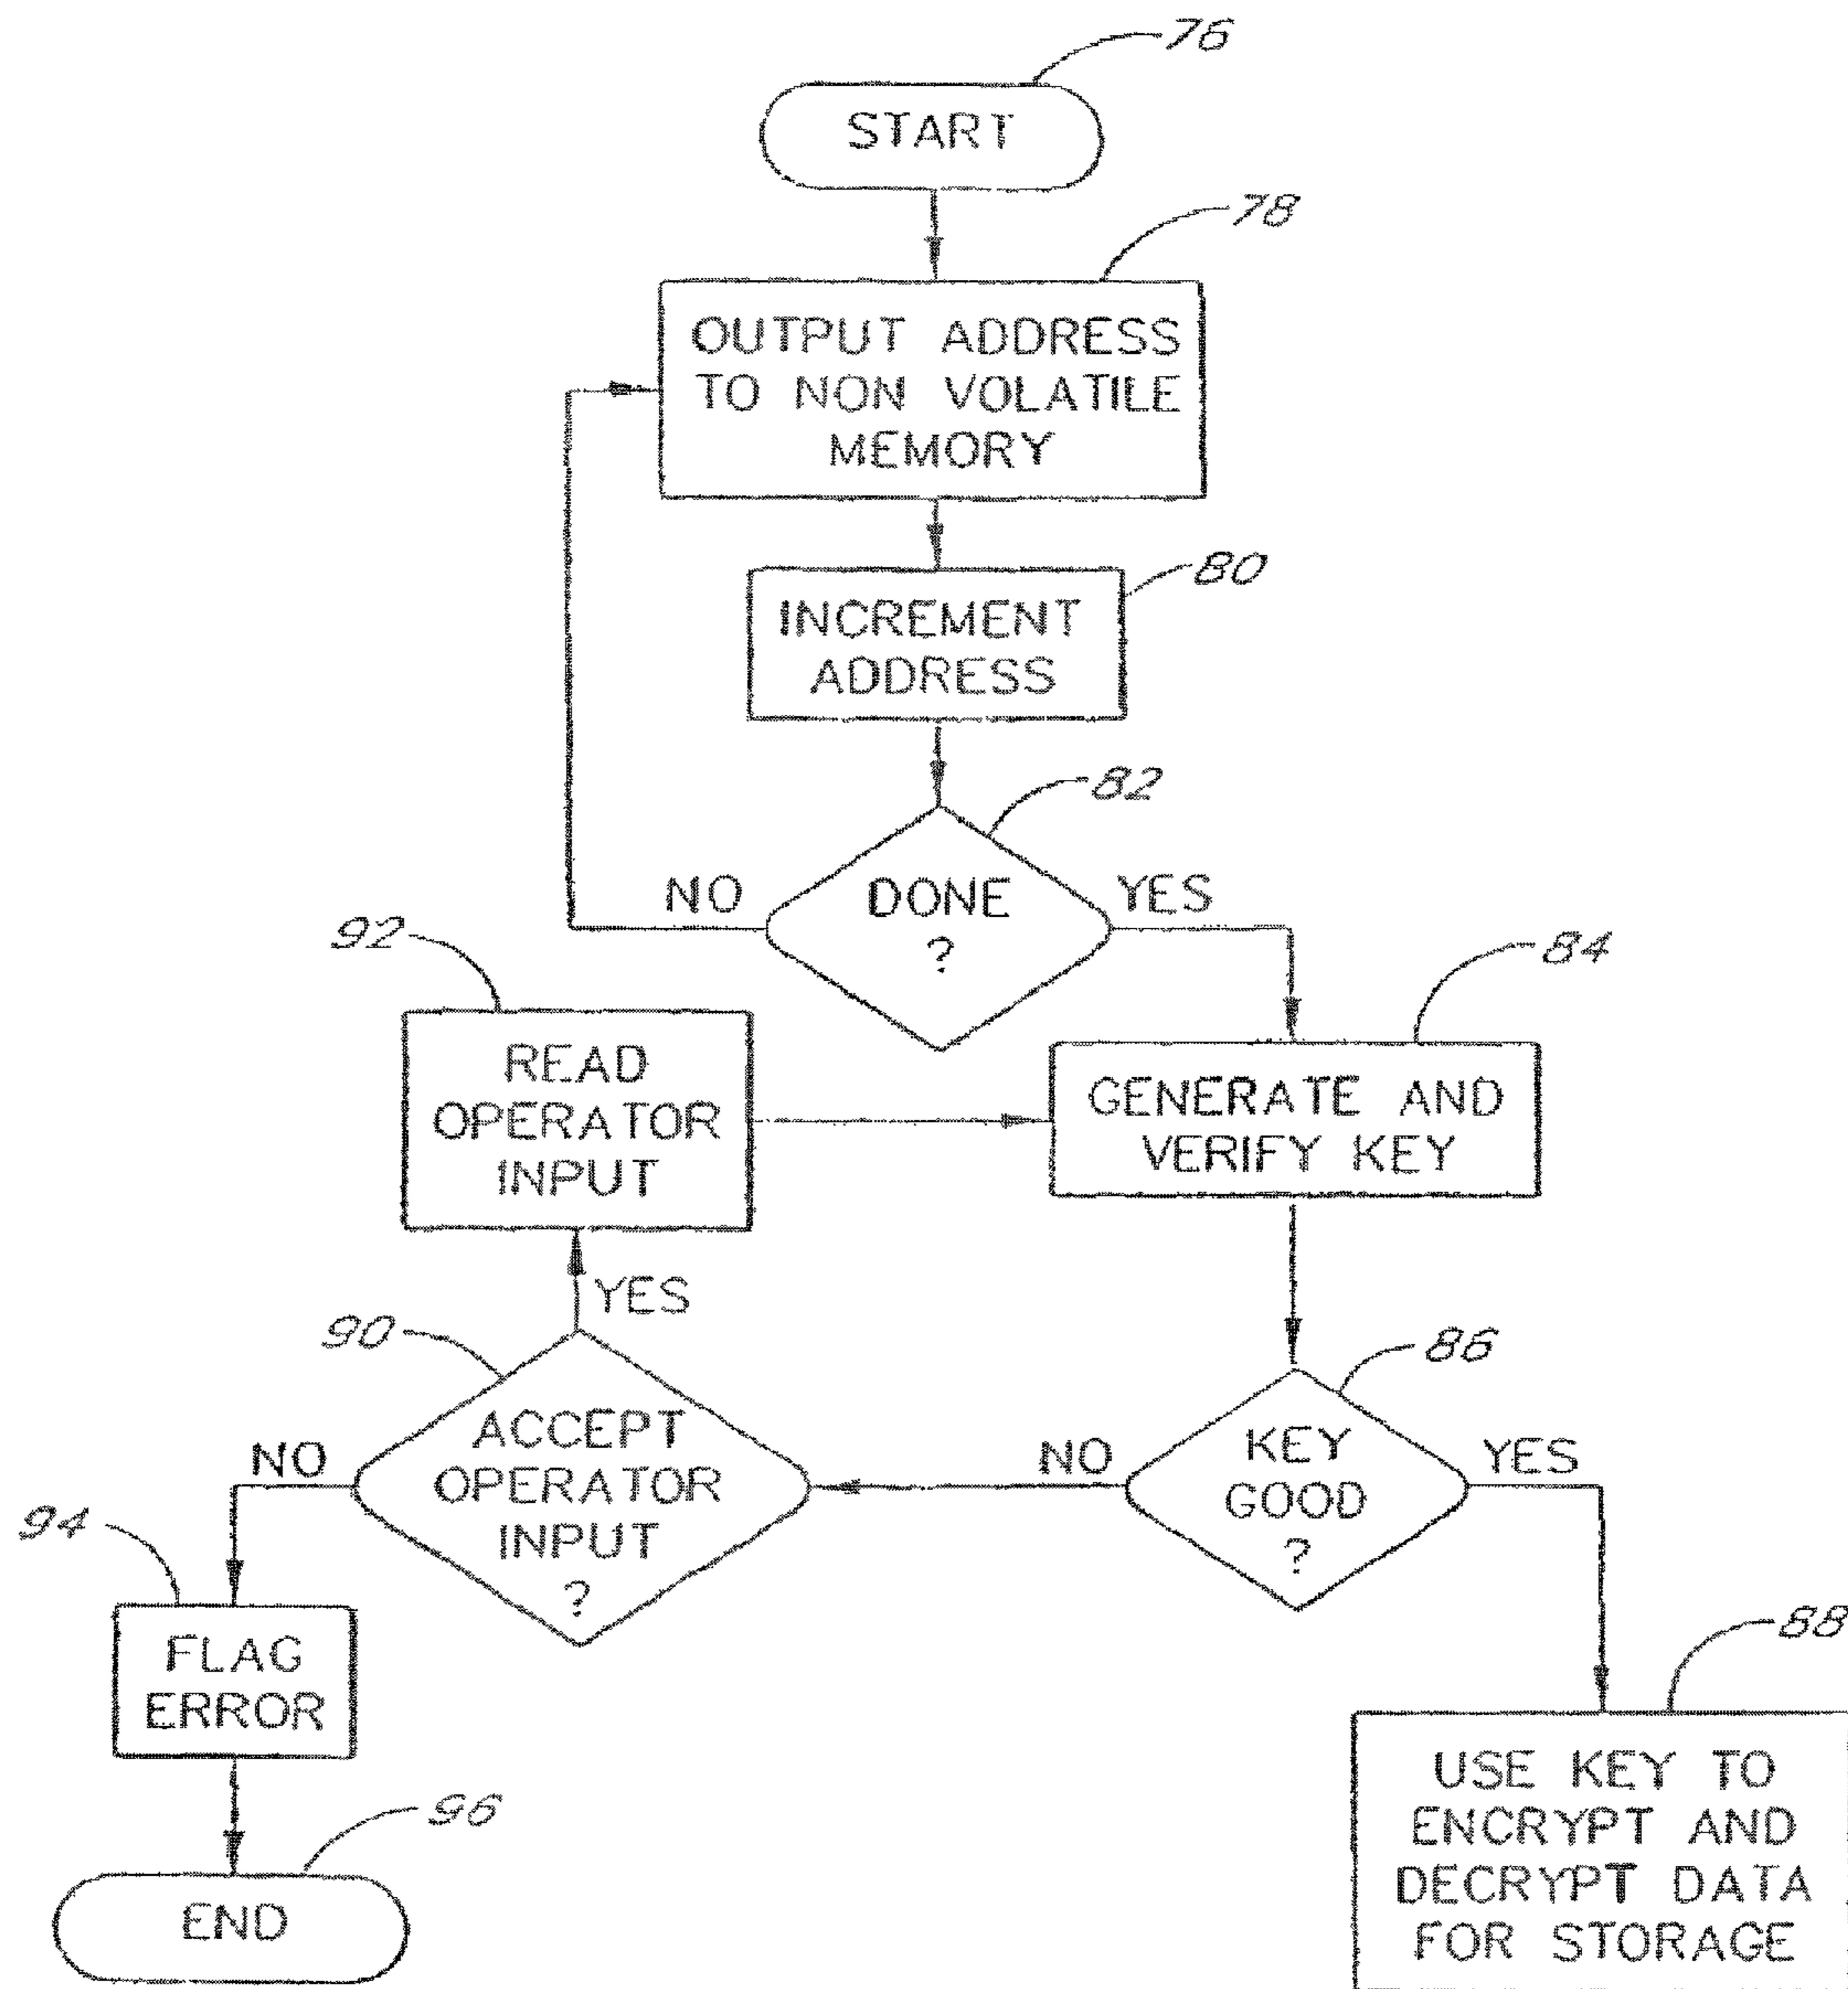 76
START
78
OUTPUT ADDRESS
TO NON VOLATILE
MEMORY
80
INCREMENT
ADDRESS
82
DONE
?
NO
YES
92
84
READ
OPERATOR
INPUT
GENERATE AND
VERIFY KEY
YES
90
86
ACCEPT
OPERATOR
INPUT
?
NO
KEY
GOOD
?
NO
YES
94
FLAG
ERROR
88
USE KEY TO
ENCRYPT AND
DECRYPT DATA
FOR STORAGE
96
END